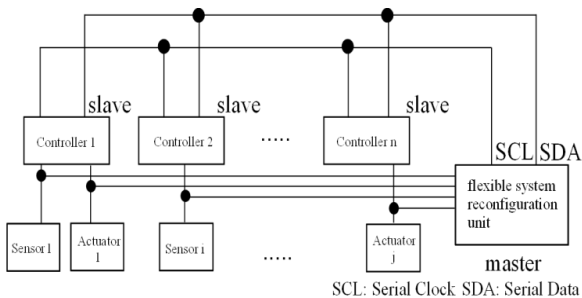 slave
slave
slave
Controller 1
Controller 2
.....
Controller n
SCL SDA
flexible system
reconfiguration
unit
Sensor 1
Actuator
1
Sensor i
.....
Actuator
j
master
SCL: Serial Clock SDA: Serial Data